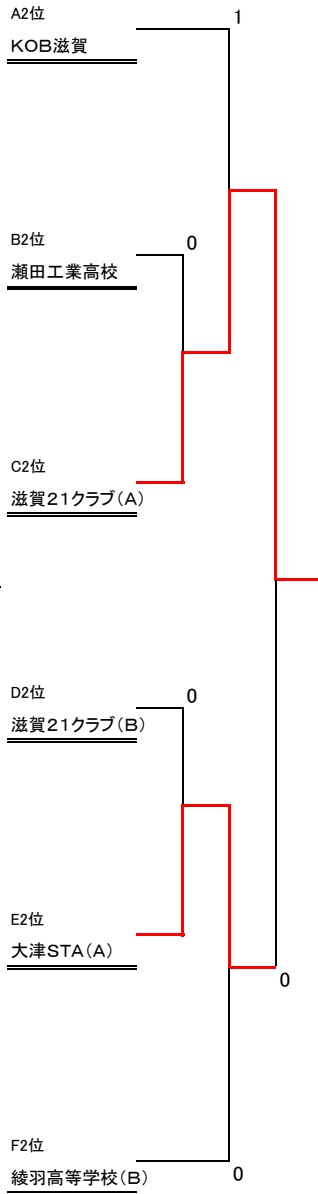 A2位
1
KOB滋賀
B2位
0
瀬田工業高校
C2位
滋賀21クラブ(A)
D2位
0
滋賀21クラブ(B)
E2位
大津STA(A)
0
F2位
0
綾羽高等学校(B)